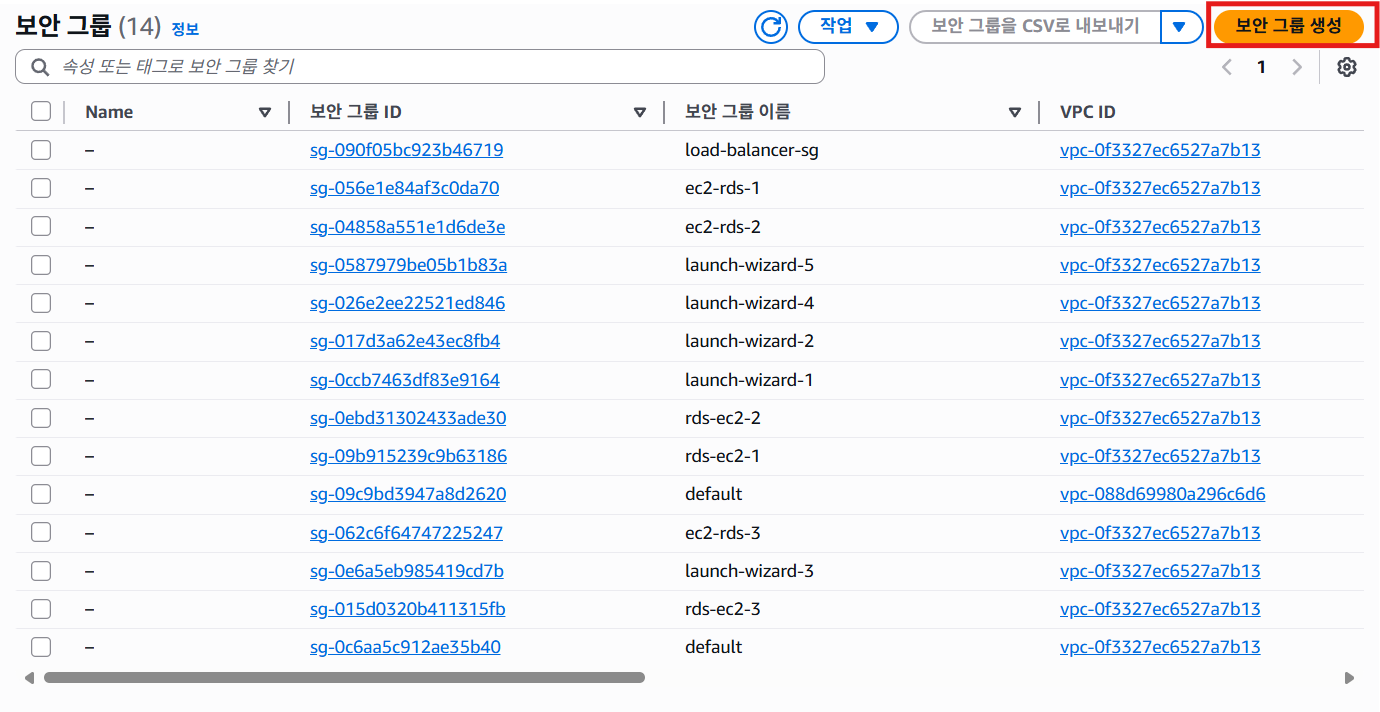 보안 그룹 (14) 정보 작업 보안 그룹을 CSV로 내보내기 보안 그룹 생성
속성 또는 태그로 보안 그룹 찾기 1
Name 보안 그룹 ID 보안 그룹 이름 VPC ID
– sg-090f05bc923b46719 load-balancer-sg vpc-0f3327ec6527a7b13
– sg-056e1e84af3c0da70 ec2-rds-1 vpc-0f3327ec6527a7b13
– sg-04858a551e1d6de3e ec2-rds-2 vpc-0f3327ec6527a7b13
– sg-0587979be05b1b83a launch-wizard-5 vpc-0f3327ec6527a7b13
– sg-026e2ee22521ed846 launch-wizard-4 vpc-0f3327ec6527a7b13
– sg-017d3a62e43ec8fb4 launch-wizard-2 vpc-0f3327ec6527a7b13
– sg-0ccb7463df83e9164 launch-wizard-1 vpc-0f3327ec6527a7b13
– sg-0ebd31302433ade30 rds-ec2-2 vpc-0f3327ec6527a7b13
– sg-09b915239c9b63186 rds-ec2-1 vpc-0f3327ec6527a7b13
– sg-09c9bd3947a8d2620 default vpc-088d69980a296c6d6
– sg-062c6f64747225247 ec2-rds-3 vpc-0f3327ec6527a7b13
– sg-0e6a5eb985419cd7b launch-wizard-3 vpc-0f3327ec6527a7b13
– sg-015d0320b411315fb rds-ec2-3 vpc-0f3327ec6527a7b13
– sg-0c6aa5c912ae35b40 default vpc-0f3327ec6527a7b13